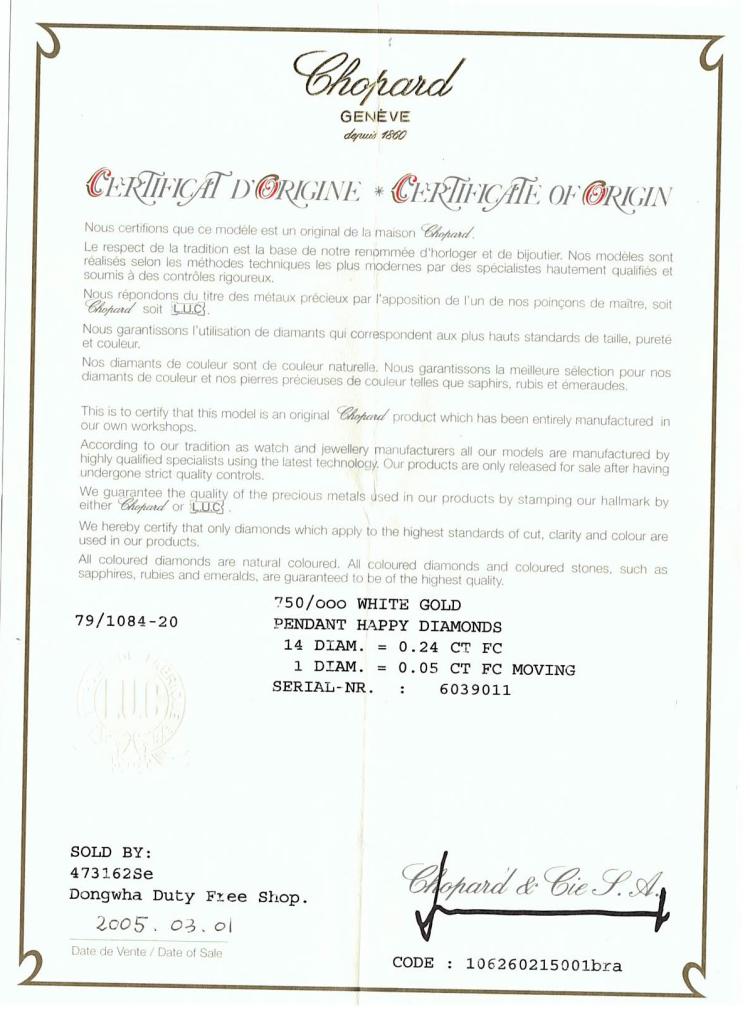 Chopard
GENÈVE
depuis 1860
CERTIFICAT D'ORIGINE * CERTIFICATE OF ORIGIN
Nous certifions que ce modèle est un original de la maison Chopard.
Le respect de la tradition est la base de notre renommée d'horloger et de bijoutier. Nos modèles sont
réalisés selon les méthodes techniques les plus modernes par des spécialistes hautement qualifiés et
soumis à des contrôles rigoureux.
Nous répondons du titre des métaux précieux par l'apposition de l'un de nos poinçons de maître, soit
Chopard soit L.U.C.
Nous garantissons l'utilisation de diamants qui correspondent aux plus hauts standards de taille, pureté
et couleur.
Nos diamants de couleur sont de couleur naturelle. Nous garantissons la meilleure sélection pour nos
diamants de couleur et nos pierres précieuses de couleur telles que saphirs, rubis et émeraudes.
This is to certify that this model is an original Chopard product which has been entirely manufactured in
our own workshops.
According to our tradition as watch and jewellery manufacturers all our models are manufactured by
highly qualified specialists using the latest technology. Our products are only released for sale after having
undergone strict quality controls.
We guarantee the quality of the precious metals used in our products by stamping our hallmark by
either Chopard or L.U.C.
We hereby certify that only diamonds which apply to the highest standards of cut, clarity and colour are
used in our products.
All coloured diamonds are natural coloured. All coloured diamonds and coloured stones, such as
sapphires, rubies and emeralds, are guaranteed to be of the highest quality.
750/ooo WHITE GOLD
79/1084-20 PENDANT HAPPY DIAMONDS
14 DIAM. = 0.24 CT FC
1 DIAM. = 0.05 CT FC MOVING
SERIAL-NR. : 6039011
L.U.C
SOLD BY:
473162Se
Dongwha Duty Free Shop.
2005.03.01
Date de Vente / Date of Sale
Chopard & Cie S.A.
CODE : 106260215001bra